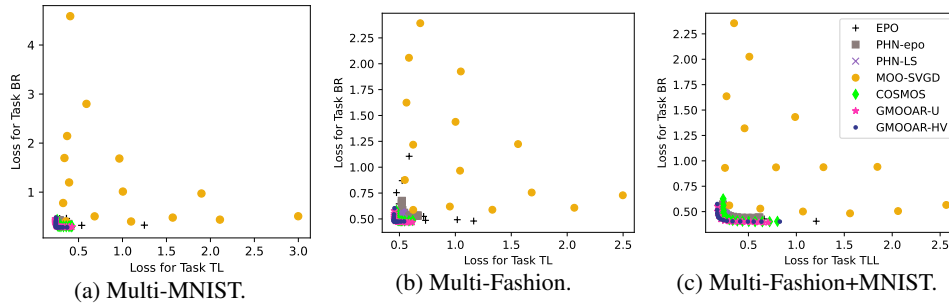 4
3
2
1
0.5 1.0 1.5 2.0 2.5 3.0
Loss for Task BR
Loss for Task TL
(a) Multi-MNIST.
2.25
2.00
1.75
1.50
1.25
1.00
0.75
0.50
0.5 1.0 1.5 2.0 2.5
Loss for Task BR
Loss for Task TL
(b) Multi-Fashion.
2.25
2.00
1.75
1.50
1.25
1.00
0.75
0.50
0.5 1.0 1.5 2.0 2.5
Loss for Task BR
Loss for Task TLL
EPO
PHN-epo
PHN-LS
MOO-SVGD
COSMOS
GMOOAR-U
GMOOAR-HV
(c) Multi-Fashion+MNIST.